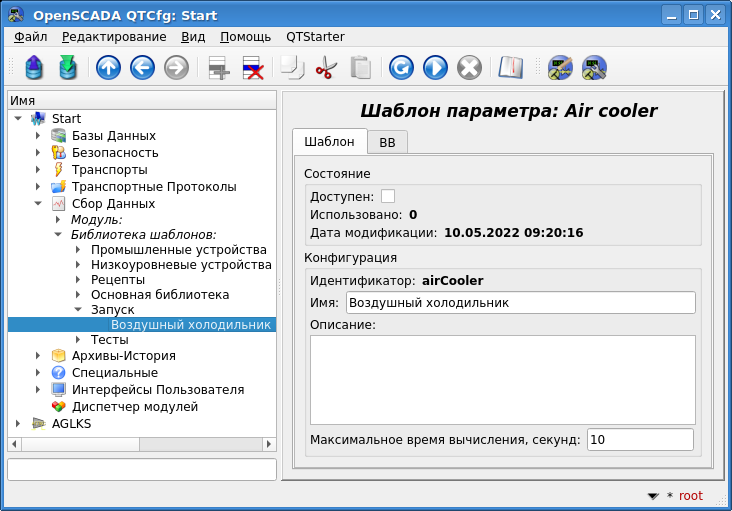 OpenSCADA QTCfg: Start
Файл Редактирование Вид Помощь QTStarter
Имя
Start
Базы Данных
Безопасность
Транспорты
Транспортные Протоколы
Сбор Данных
Модуль:
Библиотека шаблонов:
Промышленные устройства
Низкоуровневые устройства
Рецепты
Основная библиотека
Запуск
Воздушный холодильник
Тесты
Архивы-История
Специальные
Интерфейсы Пользователя
Диспетчер модулей
AGLKS
Шаблон параметра: Air cooler
Шаблон ВВ
Состояние
Доступен:
Использовано: 0
Дата модификации: 10.05.2022 09:20:16
Конфигурация
Идентификатор: airCooler
Имя: Воздушный холодильник
Описание:
Максимальное время вычисления, секунд: 10
* root